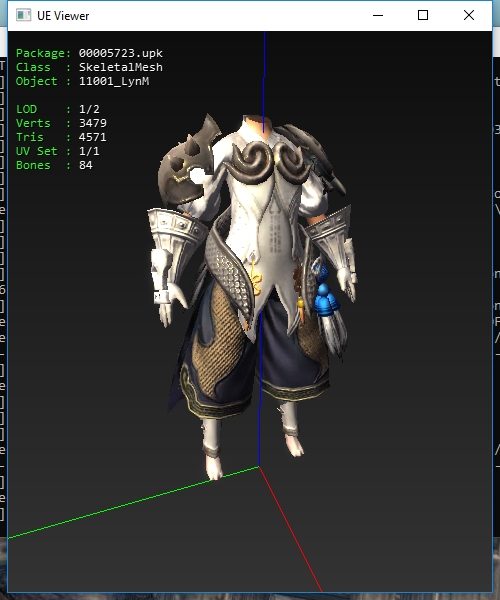 UE Viewer
Package: 00005723.upk
Class : SkeletalMesh
Object : 11001_LynM
LOD : 1/2
Verts : 3479
Tris : 4571
UV Set : 1/1
Bones : 84